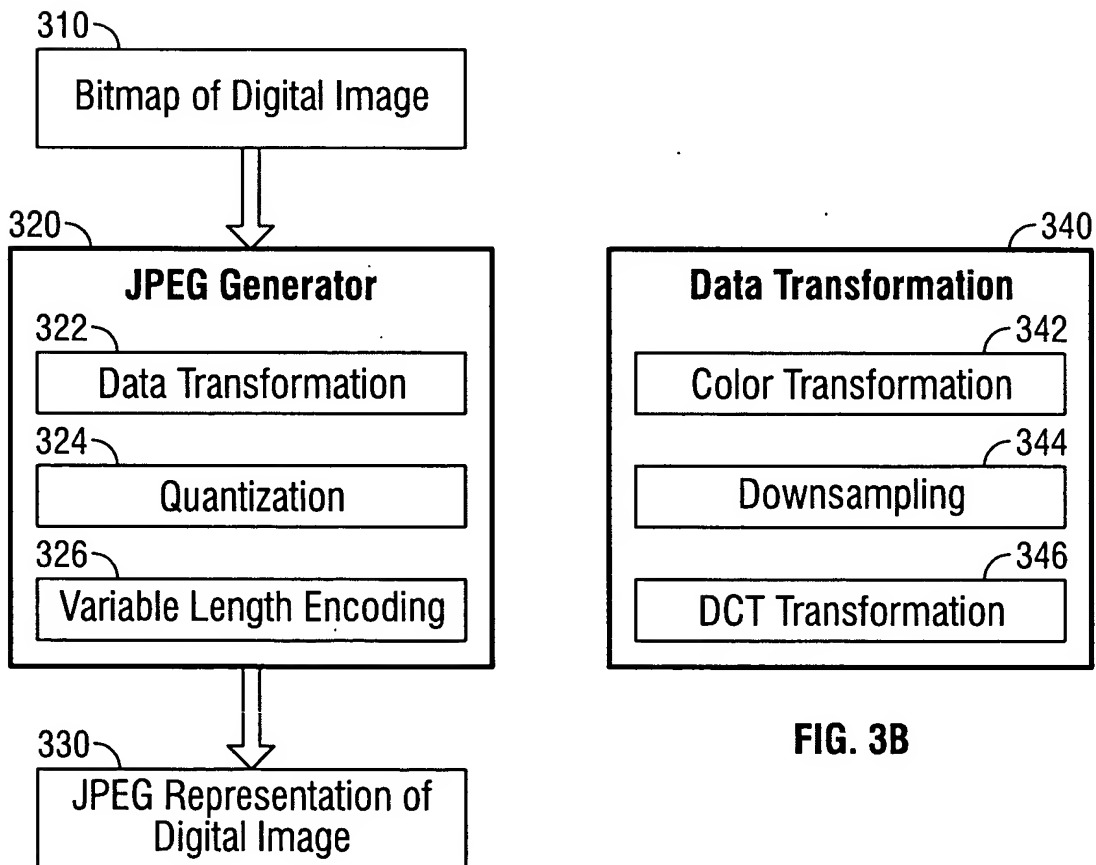 310
Bitmap of Digital Image
320
JPEG Generator
322
Data Transformation
324
Quantization
326
Variable Length Encoding
330
JPEG Representation of
Digital Image
340
Data Transformation
342
Color Transformation
344
Downsampling
346
DCT Transformation
FIG. 3B